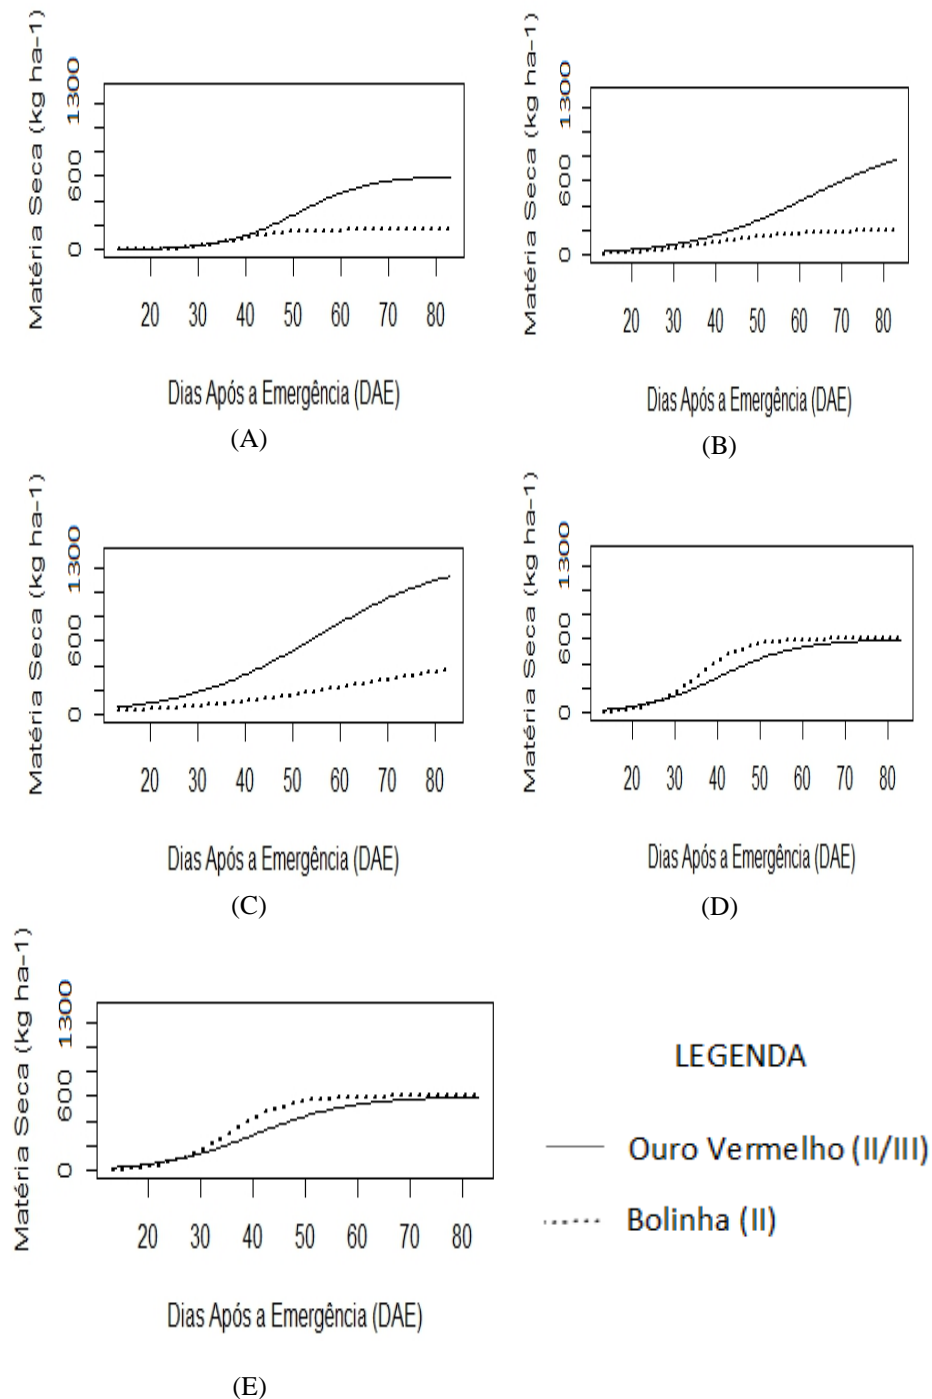 Matéria Seca (kg ha-1)
0 600 1300
20 30 40 50 60 70 80
Dias Após a Emergência (DAE)
(A)
Matéria Seca (kg ha-1)
0 600 1300
20 30 40 50 60 70 80
Dias Após a Emergência (DAE)
(B)
Matéria Seca (kg ha-1)
0 600 1300
20 30 40 50 60 70 80
Dias Após a Emergência (DAE)
(C)
Matéria Seca (kg ha-1)
0 600 1300
20 30 40 50 60 70 80
Dias Após a Emergência (DAE)
(D)
Matéria Seca (kg ha-1)
0 600 1300
20 30 40 50 60 70 80
Dias Após a Emergência (DAE)
(E)
LEGENDA
Ouro Vermelho (II/III)
Bolinha (II)